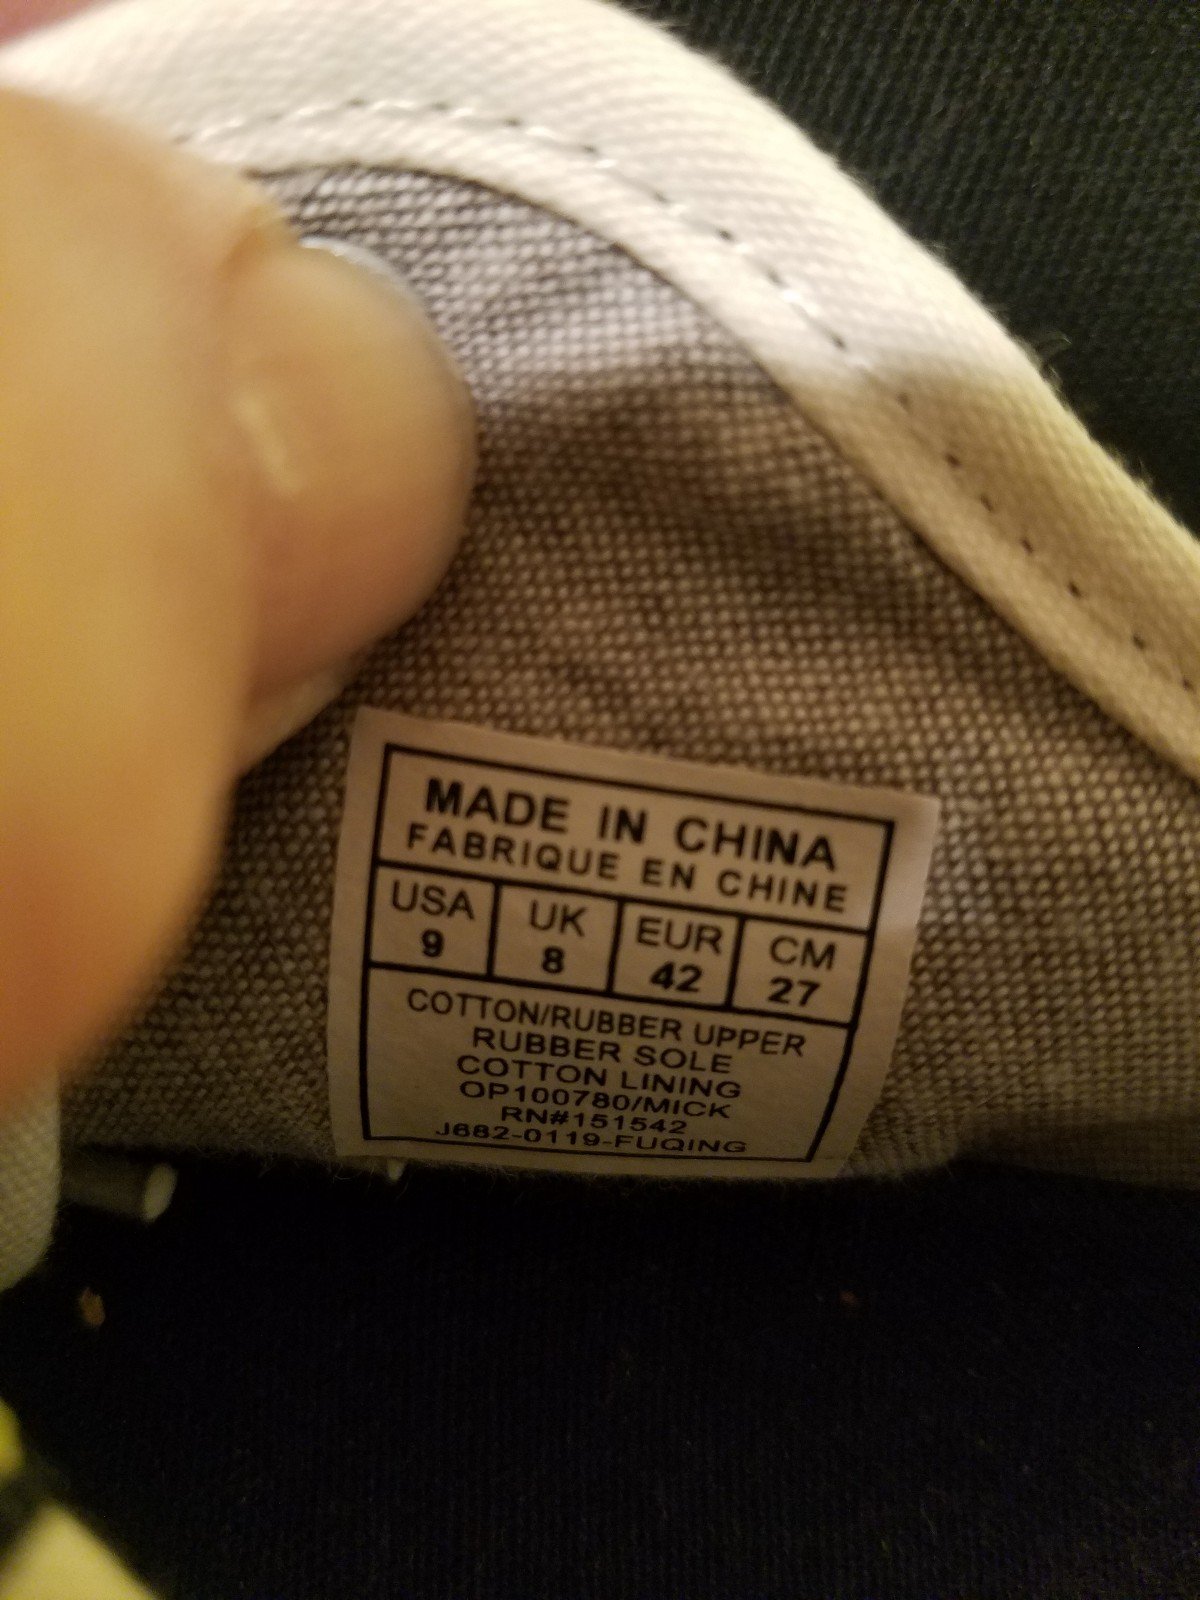 MADE IN CHINA
FABRIQUE EN CHINE
USA UK EUR CM
9 8 42 27
COTTON/RUBBER UPPER
RUBBER SOLE
COTTON LINING
OP100780/MICK
RN#151542
J682-0119-FUQING